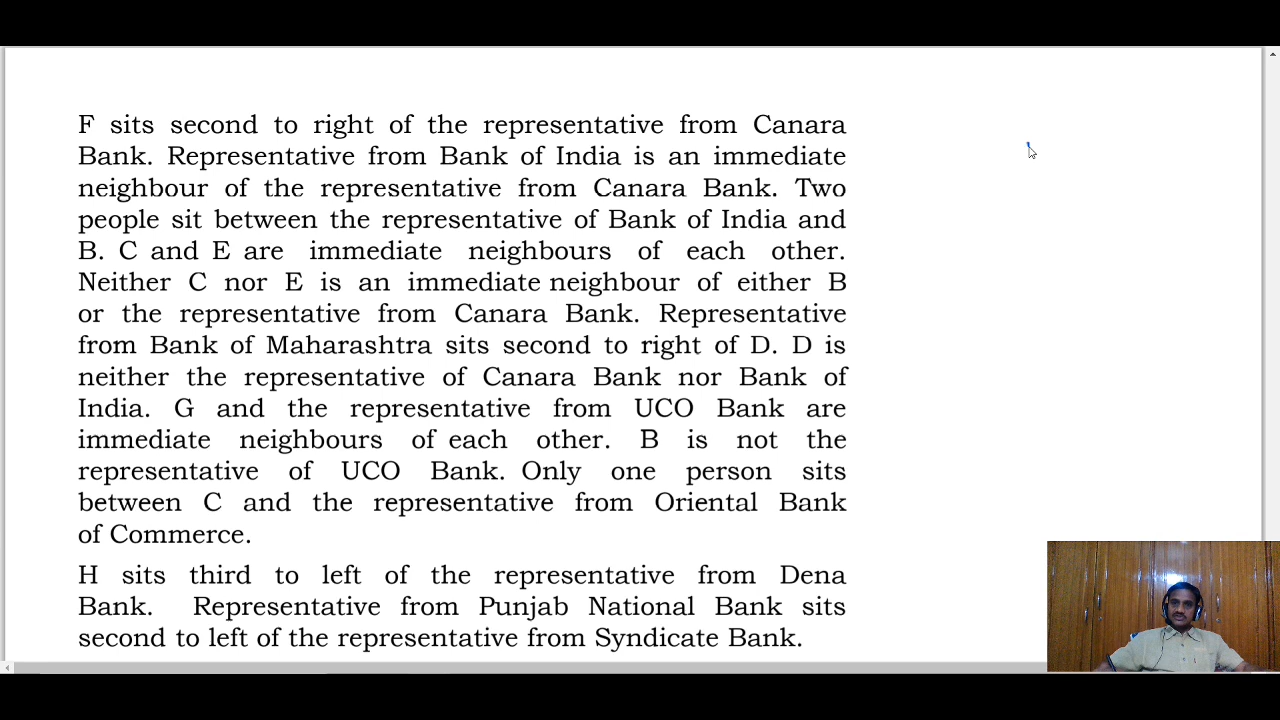 F sits second to right of the representative from Canara
Bank. Representative from Bank of India is an immediate
neighbour of the representative from Canara Bank. Two
people sit between the representative of Bank of India and
B. C and E are immediate neighbours of each other.
Neither C nor E is an immediate neighbour of either B
or the representative from Canara Bank. Representative
from Bank of Maharashtra sits second to right of D. D is
neither the representative of Canara Bank nor Bank of
India. G and the representative from UCO Bank are
immediate neighbours of each other. B is not the
representative of UCO Bank. Only one person sits
between C and the representative from Oriental Bank
of Commerce.
H sits third to left of the representative from Dena
Bank. Representative from Punjab National Bank sits
second to left of the representative from Syndicate Bank.